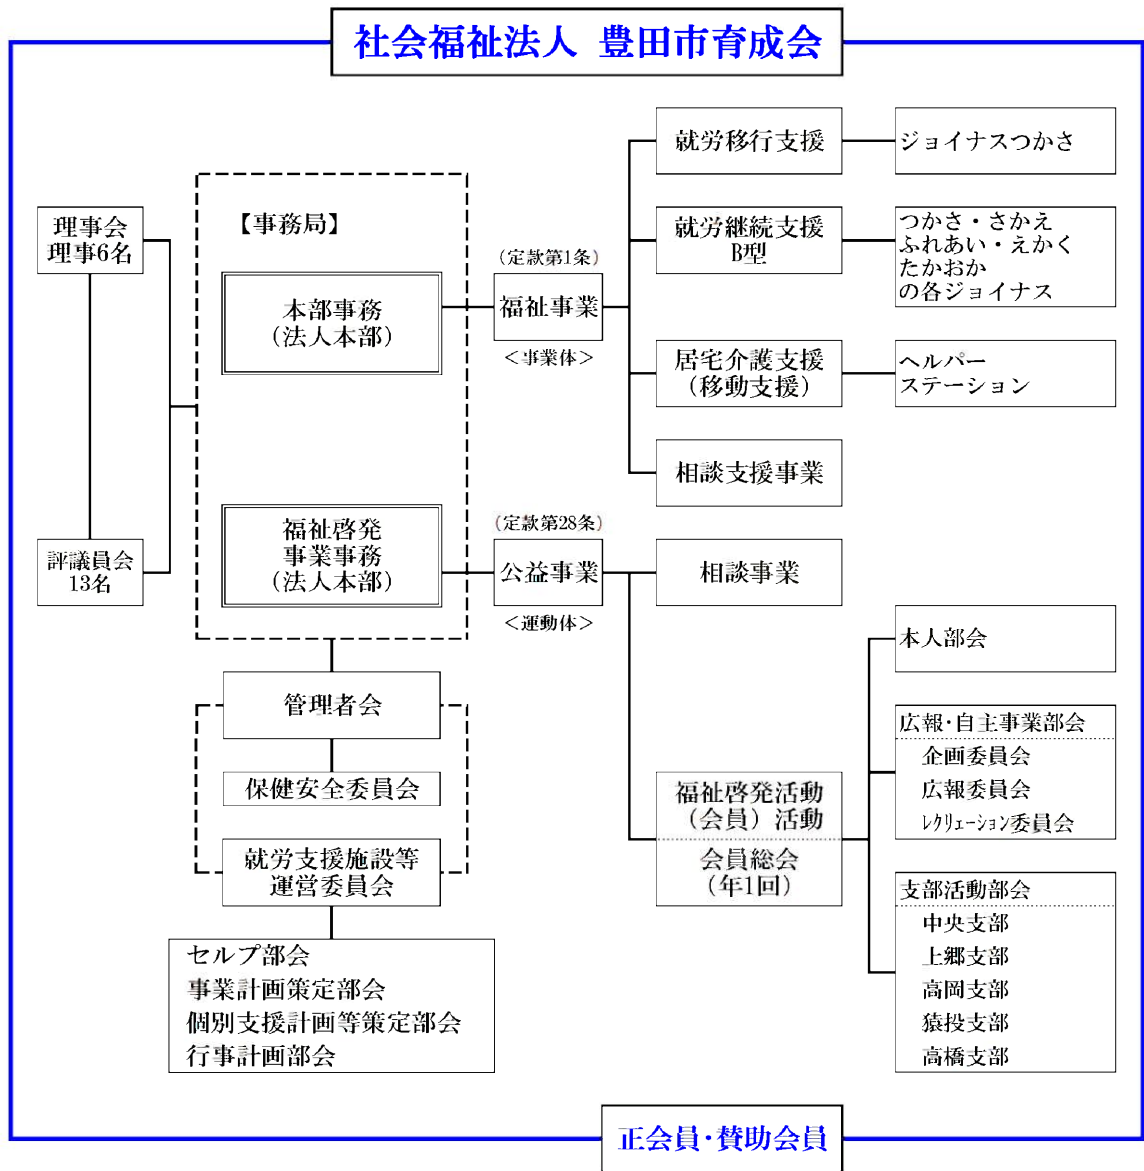 社会福祉法人 豊田市育成会
理事会
理事6名
評議員会
13名
【事務局】
本部事務
(法人本部)
福祉啓発
事業事務
(法人本部)
管理者会
保健安全委員会
就労支援施設等
運営委員会
セルプ部会
事業計画策定部会
個別支援計画等策定部会
行事計画部会
(定款第1条)
福祉事業
<事業体>
就労移行支援
ジョイナスつかさ
就労継続支援
B型
つかさ・さかえ
ふれあい・えかく
たかおか
の各ジョイナス
居宅介護支援
(移動支援)
ヘルパー
ステーション
相談支援事業
(定款第28条)
公益事業
<運動体>
相談事業
福祉啓発活動
(会員)活動
会員総会
(年1回)
本人部会
広報・自主事業部会
企画委員会
広報委員会
ﾚｸﾘｪｰｼｮﾝ委員会
支部活動部会
中央支部
上郷支部
高岡支部
猿投支部
高橋支部
正会員・賛助会員